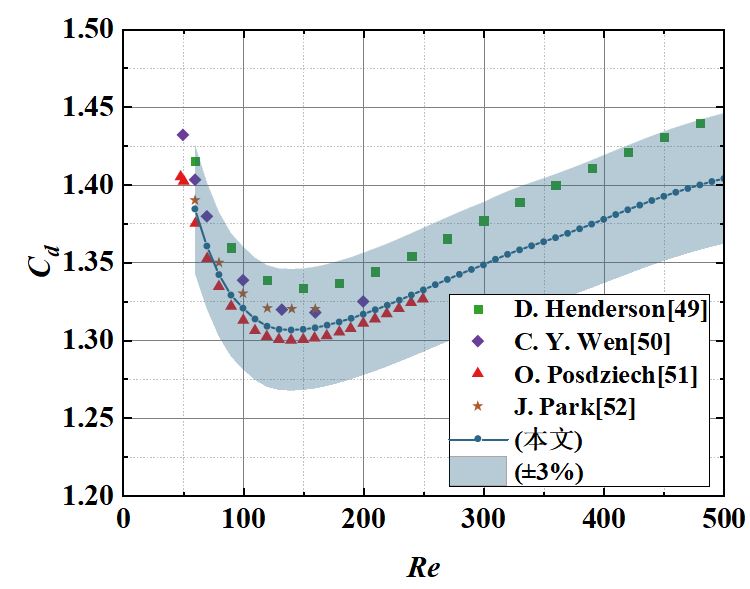 1.50
1.45
1.40
1.35
1.30
1.25
1.20
C_d
0
100
200
300
400
500
Re
D. Henderson[49]
C. Y. Wen[50]
O. Posdziech[51]
J. Park[52]
(本文)
(±3%)